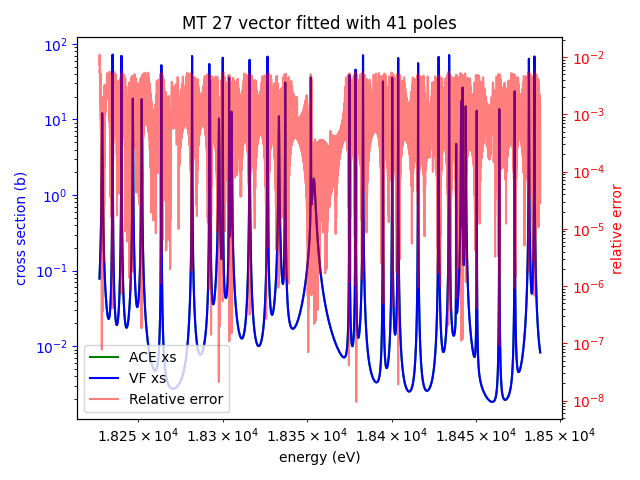 MT 27 vector fitted with 41 poles
10²
10¹
10⁰
10⁻¹
10⁻²
cross section (b)
10⁻²
10⁻³
10⁻⁴
10⁻⁵
10⁻⁶
10⁻⁷
10⁻⁸
relative error
ACE xs
VF xs
Relative error
1.825 × 10⁴ 1.83 × 10⁴ 1.835 × 10⁴ 1.84 × 10⁴ 1.845 × 10⁴ 1.85 × 10⁴
energy (eV)